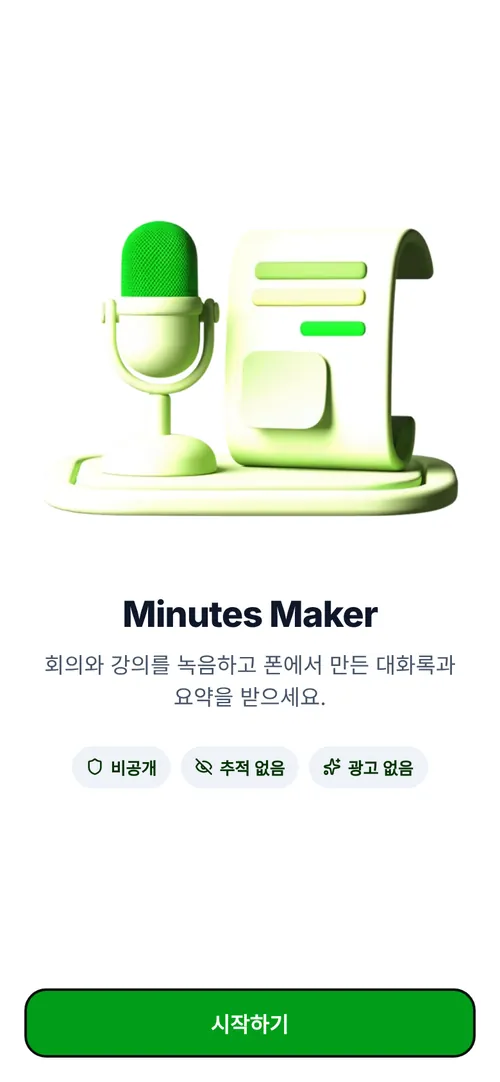 Minutes Maker
회의와 강의를 녹음하고 폰에서 만든 대화록과
요약을 받으세요.
비공개
추적 없음
광고 없음
시작하기